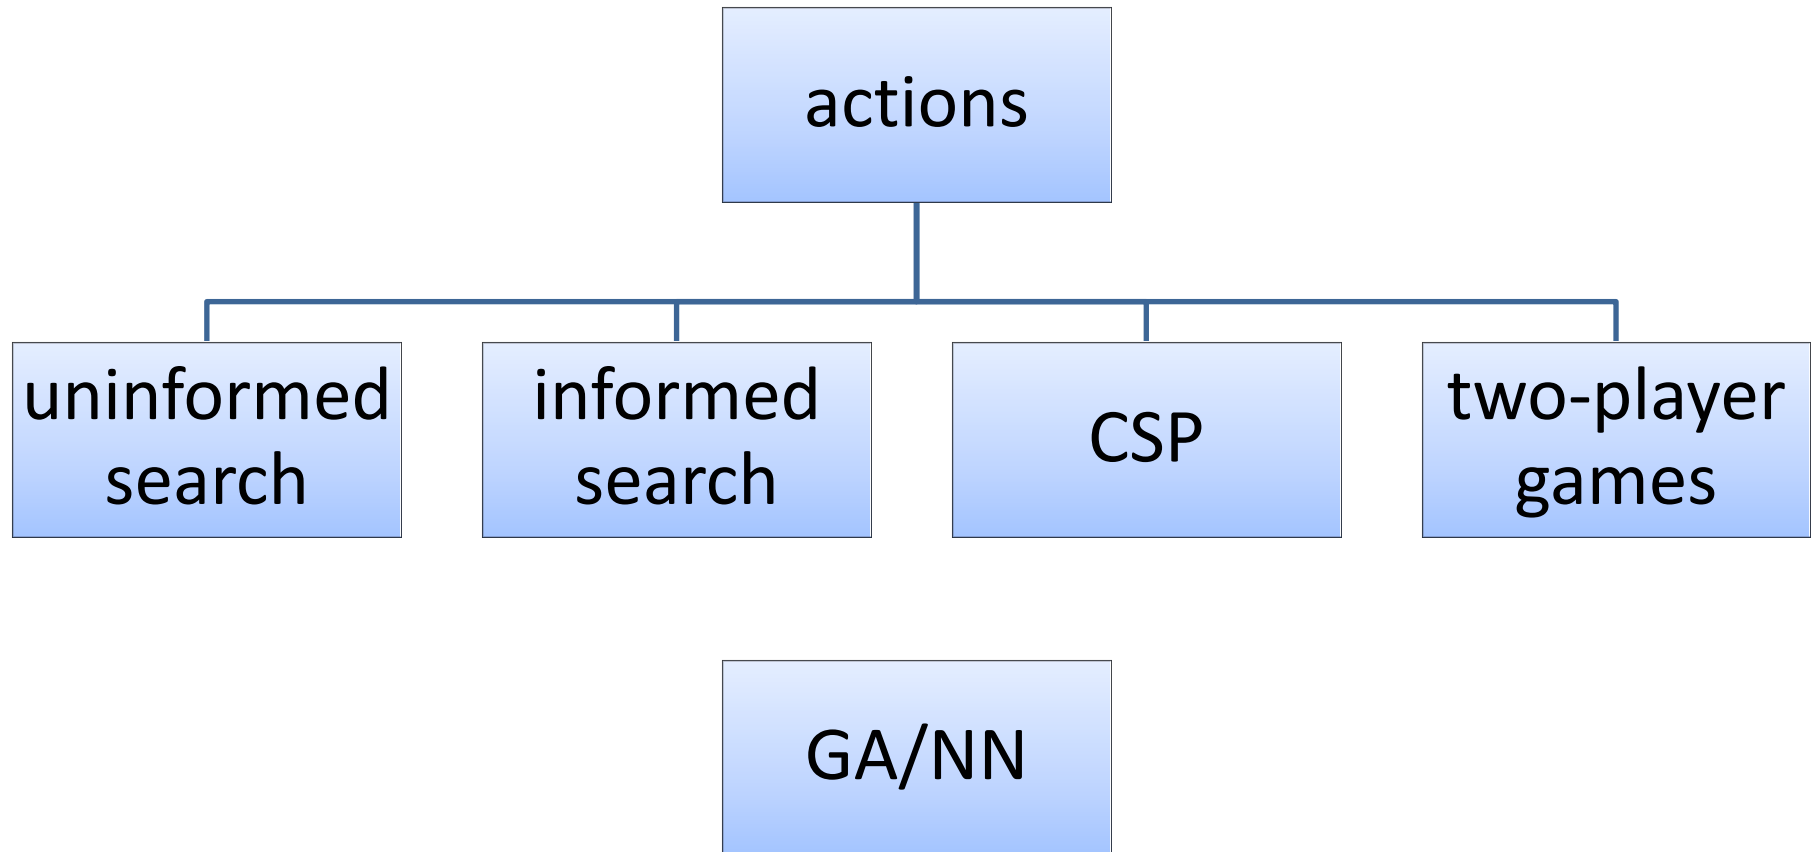 actions
uninformed
search
informed
search
CSP
two-player
games
GA/NN